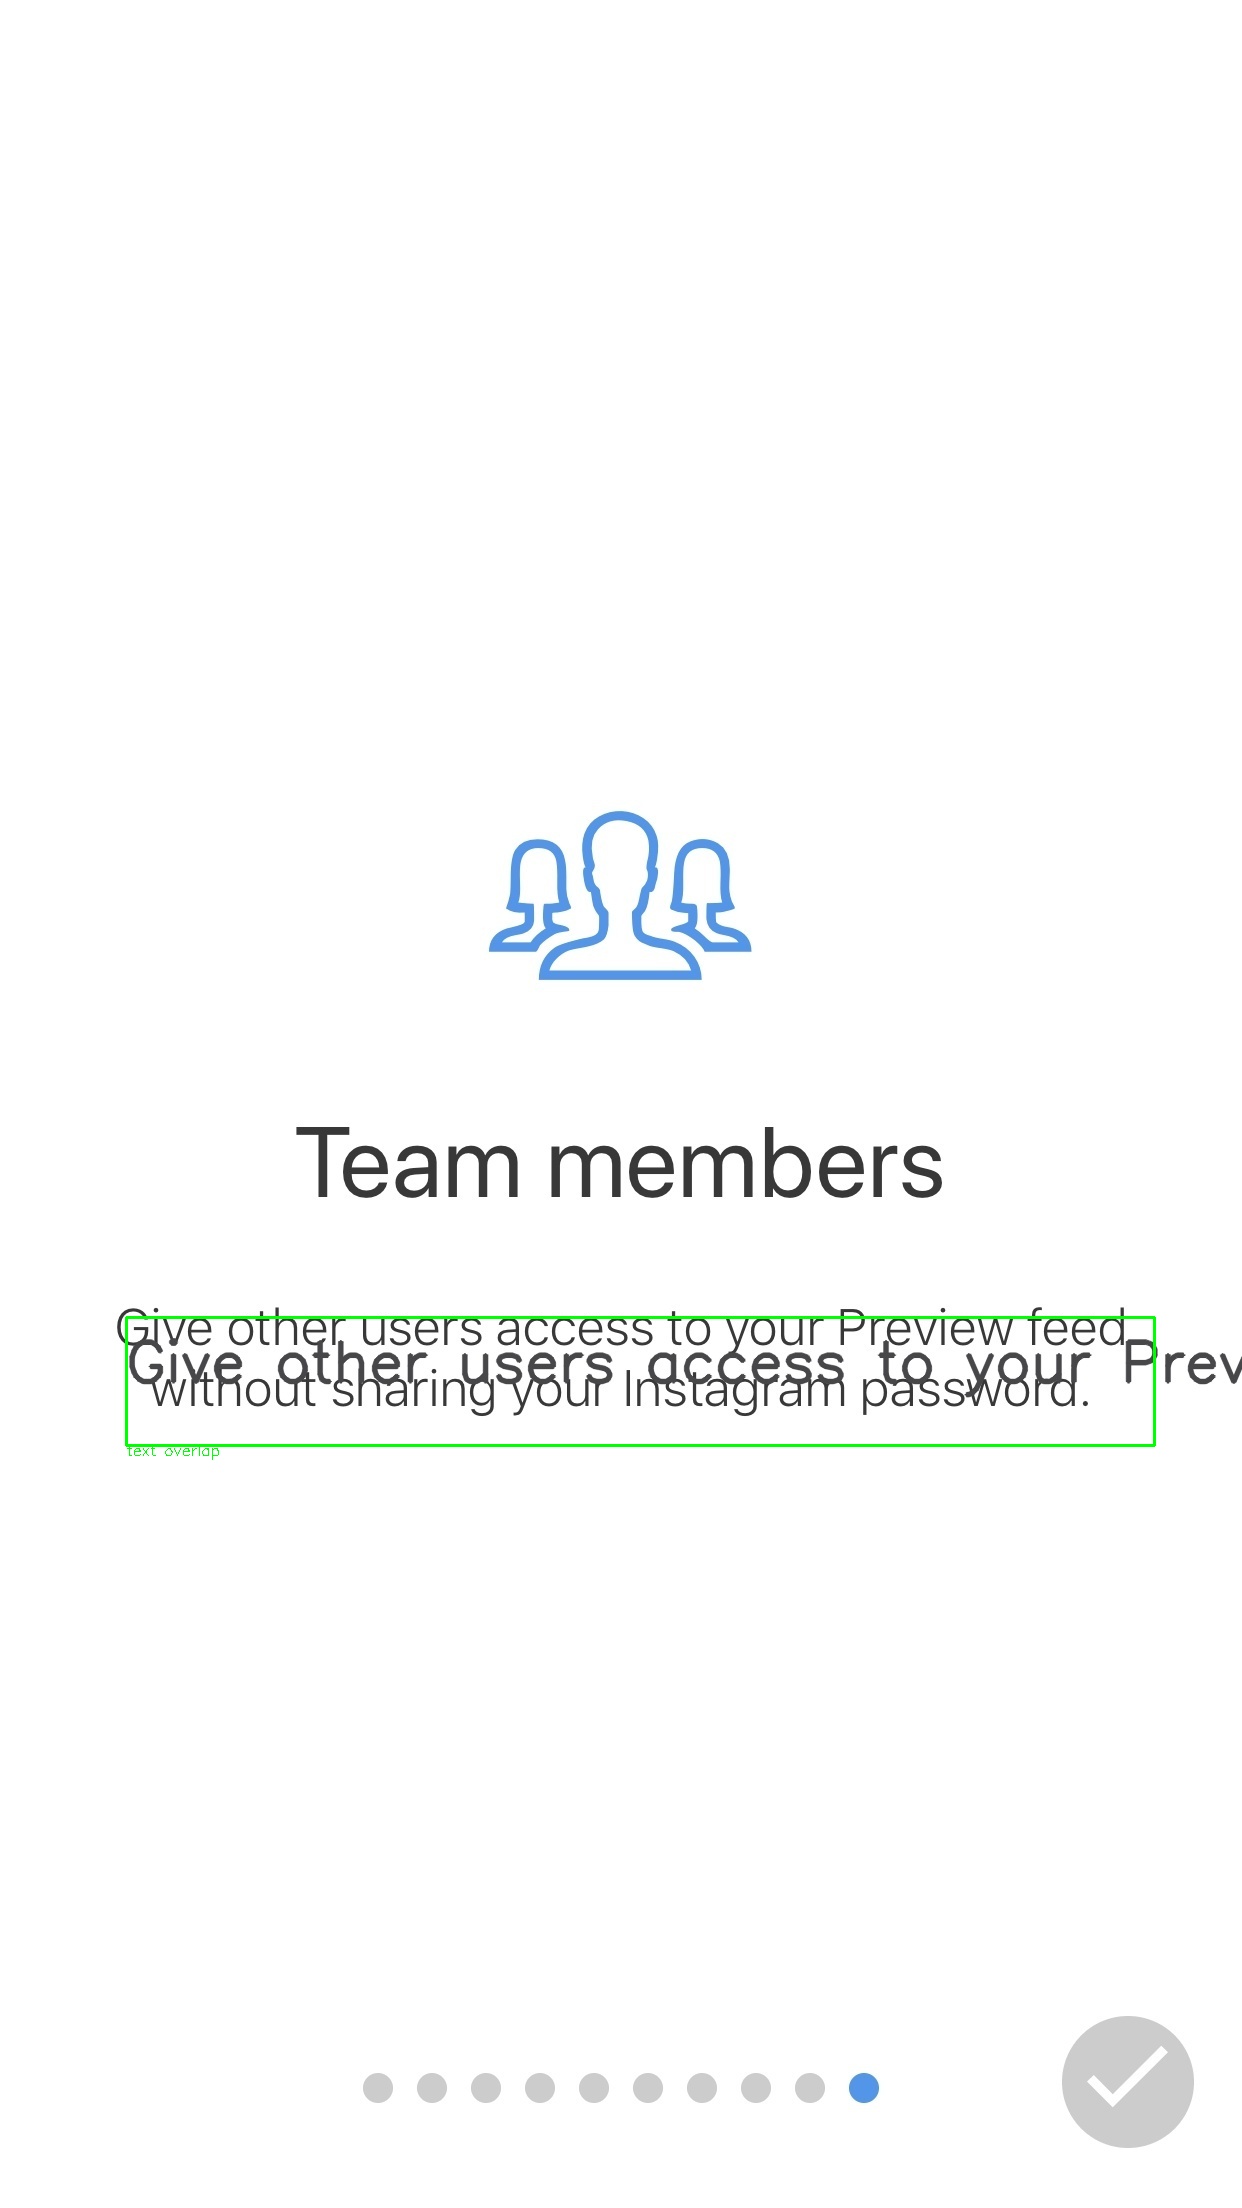 Team members
Give other users access to your Preview feed
Give other users access to your Prev
without sharing your Instagram password.
text overlap